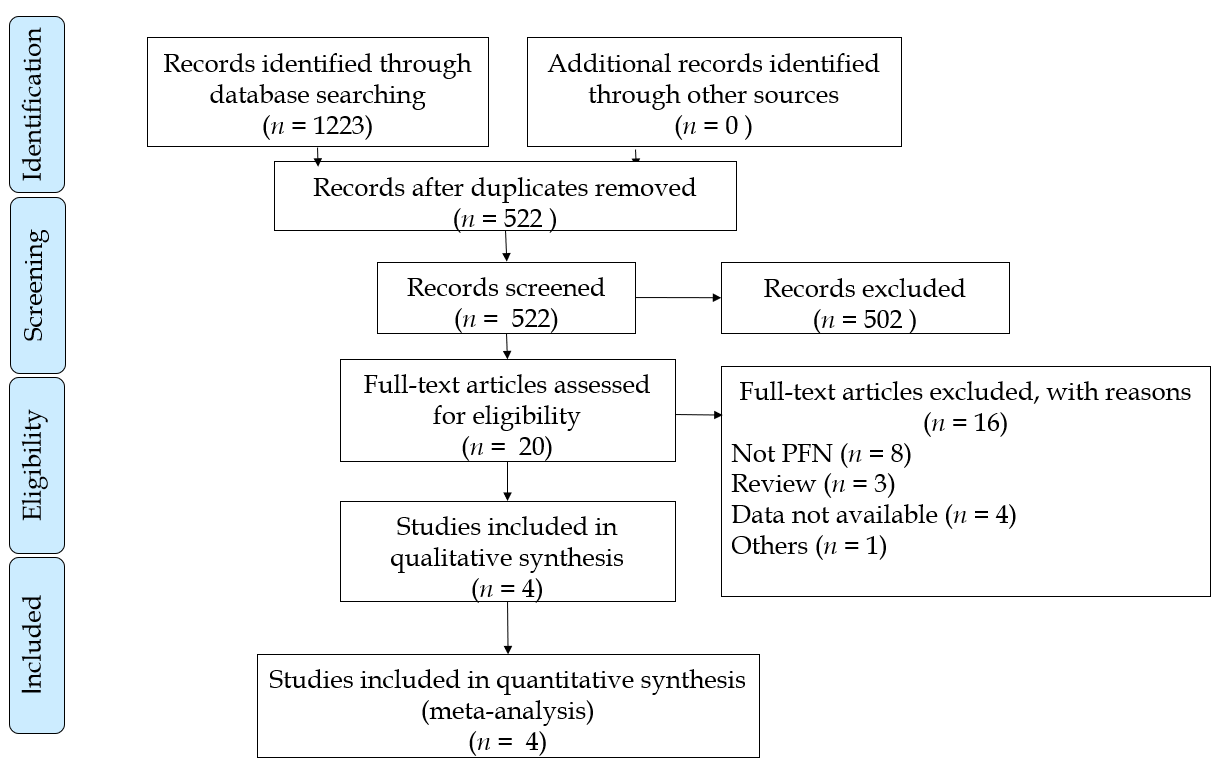 Identification
Records identified through
database searching
(n = 1223)
Additional records identified
through other sources
(n = 0 )
Records after duplicates removed
(n = 522 )
Screening
Records screened
(n =  522)
Records excluded
(n = 502 )
Eligibility
Full-text articles assessed
for eligibility
(n =  20)
Full-text articles excluded, with reasons
(n = 16)
Not PFN (n = 8)
Review (n = 3)
Data not available (n = 4)
Others (n = 1)
Studies included in
qualitative synthesis
(n = 4)
Included
Studies included in quantitative synthesis
(meta-analysis)
(n =  4)